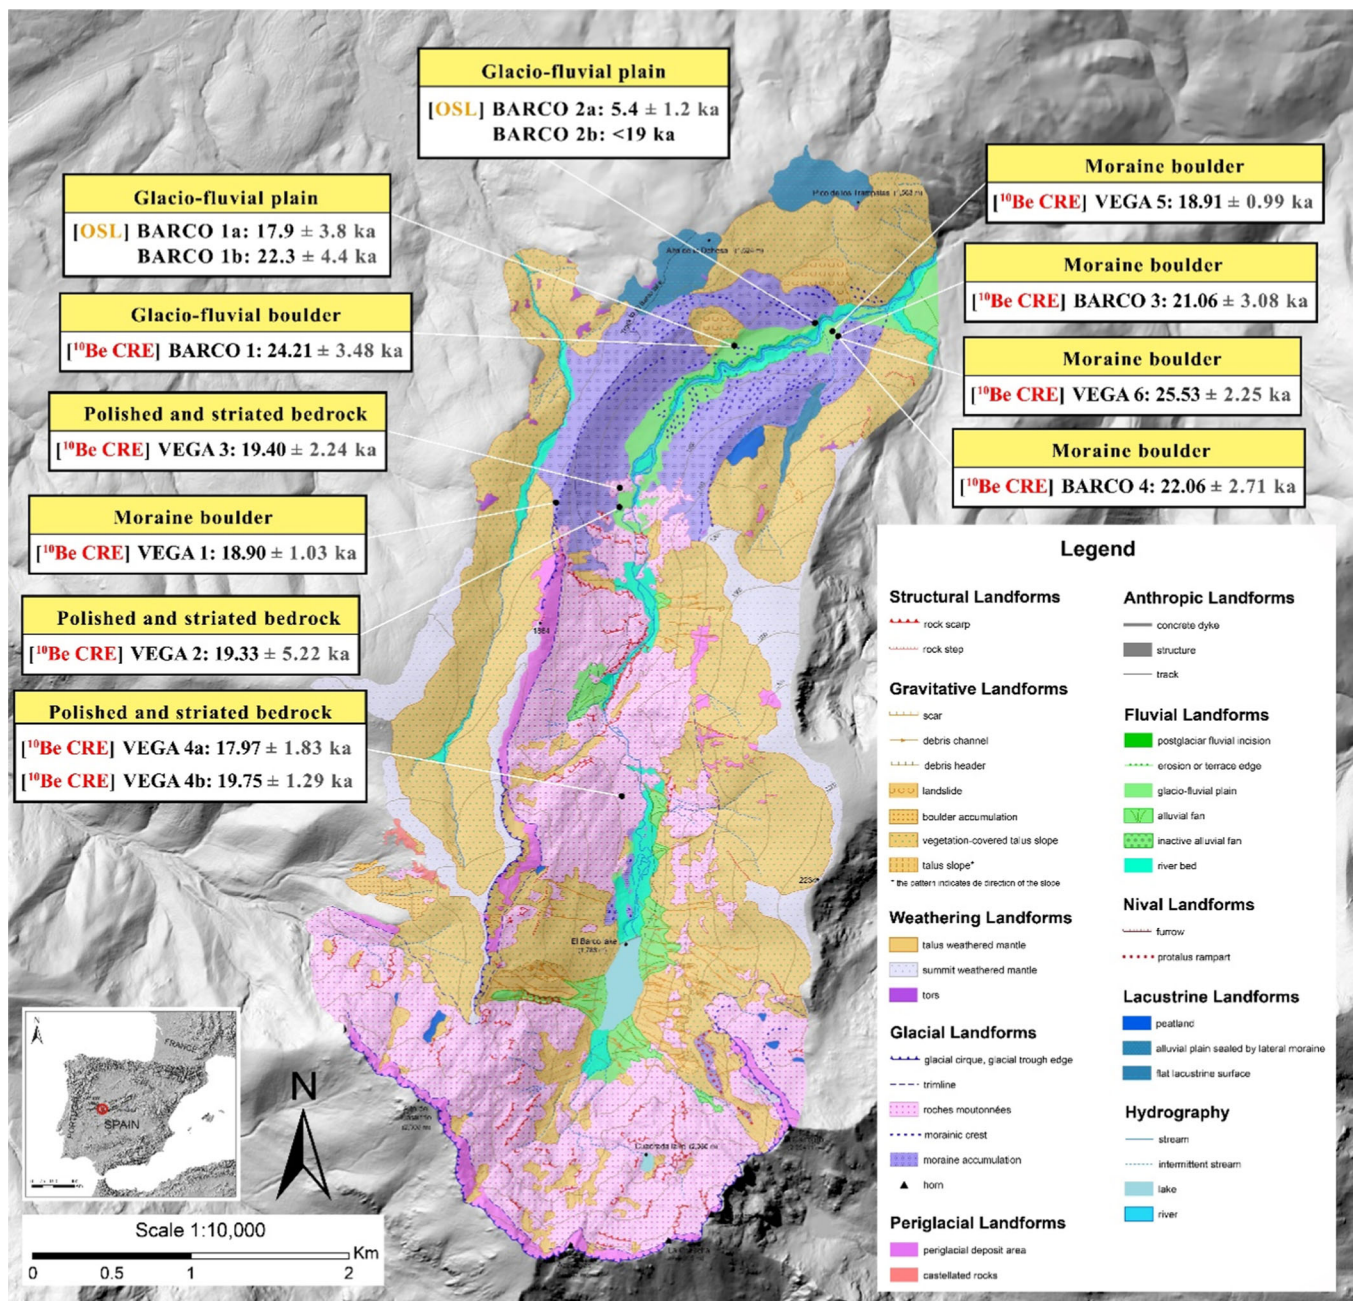 Glacio-fluvial plain
[OSL] BARCO 2a: 5.4 ± 1.2 ka
BARCO 2b: <19 ka
Glacio-fluvial plain
[OSL] BARCO 1a: 17.9 ± 3.8 ka
BARCO 1b: 22.3 ± 4.4 ka
Glacio-fluvial boulder
[¹⁰Be CRE] BARCO 1: 24.21 ± 3.48 ka
Polished and striated bedrock
[¹⁰Be CRE] VEGA 3: 19.40 ± 2.24 ka
Moraine boulder
[¹⁰Be CRE] VEGA 1: 18.90 ± 1.03 ka
Polished and striated bedrock
[¹⁰Be CRE] VEGA 2: 19.33 ± 5.22 ka
Polished and striated bedrock
[¹⁰Be CRE] VEGA 4a: 17.97 ± 1.83 ka
[¹⁰Be CRE] VEGA 4b: 19.75 ± 1.29 ka
Moraine boulder
[¹⁰Be CRE] VEGA 5: 18.91 ± 0.99 ka
Moraine boulder
[¹⁰Be CRE] BARCO 3: 21.06 ± 3.08 ka
Moraine boulder
[¹⁰Be CRE] VEGA 6: 25.53 ± 2.25 ka
Moraine boulder
[¹⁰Be CRE] BARCO 4: 22.06 ± 2.71 ka
El Barco lake
Legend
Structural Landforms
rock scarp
rock step
Gravitative Landforms
scar
debris channel
debris header
landslide
boulder accumulation
vegetation-covered talus slope
talus slope*
* the pattern indicates de direction of the slope
Weathering Landforms
talus weathered mantle
summit weathered mantle
tors
Glacial Landforms
glacial cirque, glacial trough edge
trimline
roches moutonnées
morainic crest
moraine accumulation
horn
Periglacial Landforms
periglacial deposit area
castellated rocks
Anthropic Landforms
concrete dyke
structure
track
Fluvial Landforms
postglaciar fluvial incision
erosion or terrace edge
glacio-fluvial plain
alluvial fan
inactive alluvial fan
river bed
Nival Landforms
furrow
protalus rampart
Lacustrine Landforms
peatland
alluvial plain sealed by lateral moraine
flat lacustrine surface
Hydrography
stream
intermittent stream
lake
river
N
FRANCE
PORTUGAL
SPAIN
N
Scale 1:10,000
Km
0 0.5 1 2